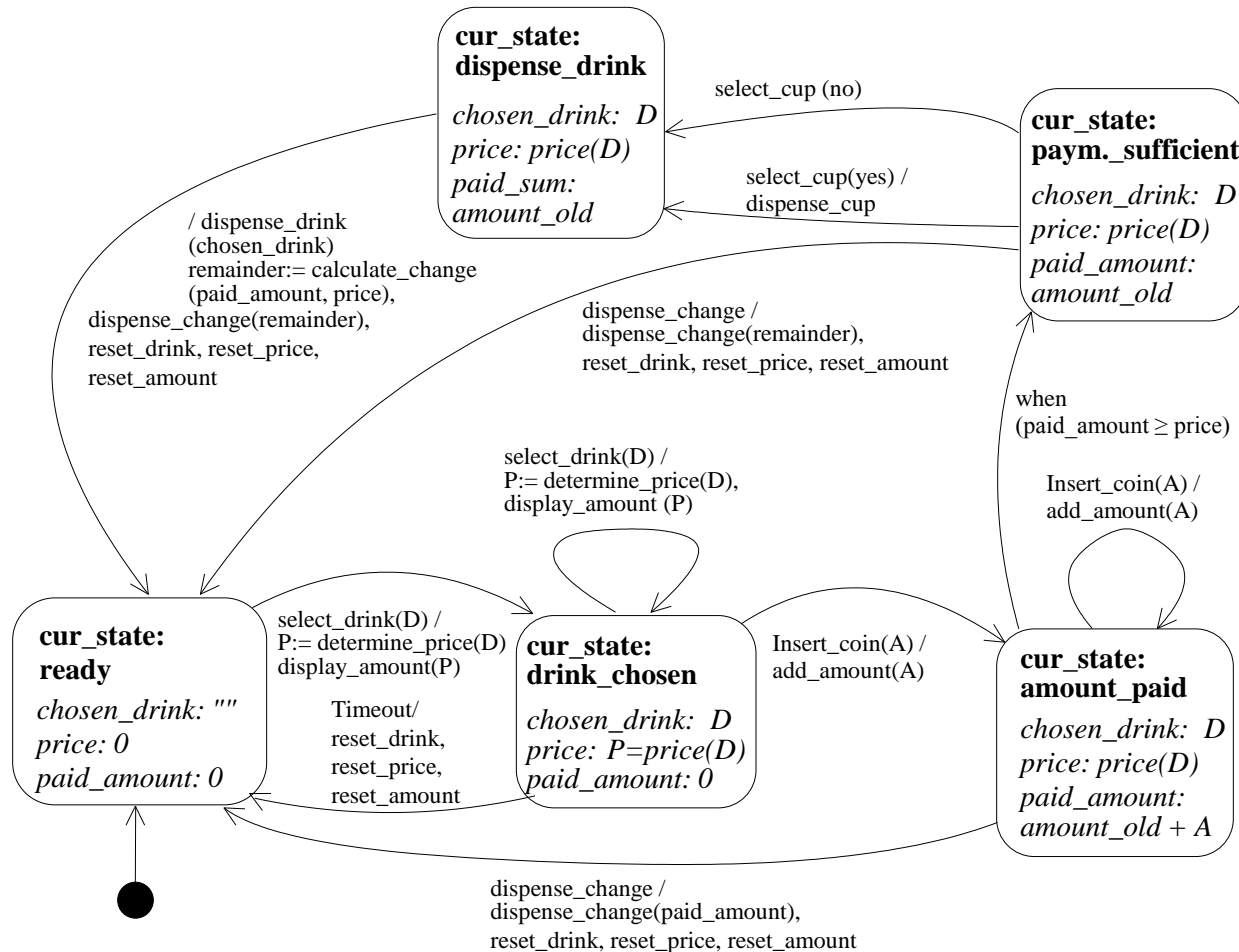 cur_state:
dispense_drink
chosen_drink: D
price: price(D)
paid_sum:
amount_old
select_cup (no)
select_cup(yes) /
dispense_cup
cur_state:
paym._sufficient
chosen_drink: D
price: price(D)
paid_amount:
amount_old
/ dispense_drink
(chosen_drink)
remainder:= calculate_change
(paid_amount, price),
dispense_change(remainder),
reset_drink, reset_price,
reset_amount
dispense_change /
dispense_change(remainder),
reset_drink, reset_price, reset_amount
when
(paid_amount ≥ price)
select_drink(D) /
P:= determine_price(D),
display_amount (P)
Insert_coin(A) /
add_amount(A)
cur_state:
ready
chosen_drink: ""
price: 0
paid_amount: 0
select_drink(D) /
P:= determine_price(D)
display_amount(P)
Timeout/
reset_drink,
reset_price,
reset_amount
cur_state:
drink_chosen
chosen_drink: D
price: P=price(D)
paid_amount: 0
Insert_coin(A) /
add_amount(A)
cur_state:
amount_paid
chosen_drink: D
price: price(D)
paid_amount:
amount_old + A
dispense_change /
dispense_change(paid_amount),
reset_drink, reset_price, reset_amount